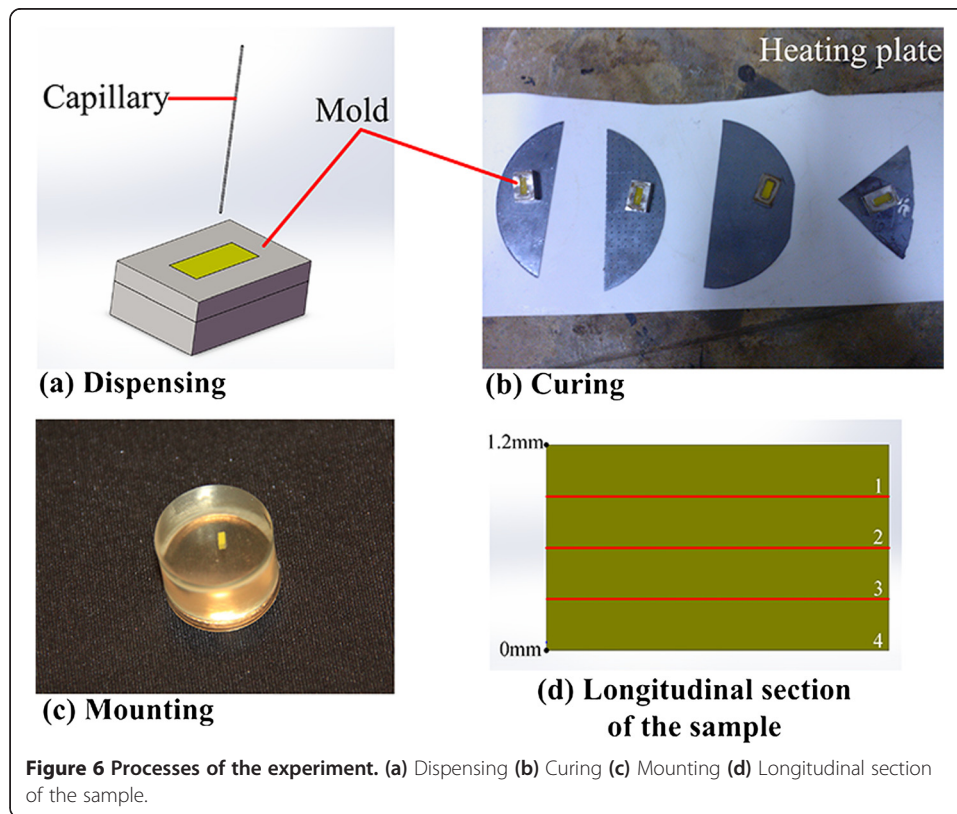 Capillary
Mold
(a) Dispensing
Heating plate
(b) Curing
(c) Mounting
1.2mm
1
2
3
4
0mm
(d) Longitudinal section
of the sample
Figure 6 Processes of the experiment. (a) Dispensing (b) Curing (c) Mounting (d) Longitudinal section
of the sample.